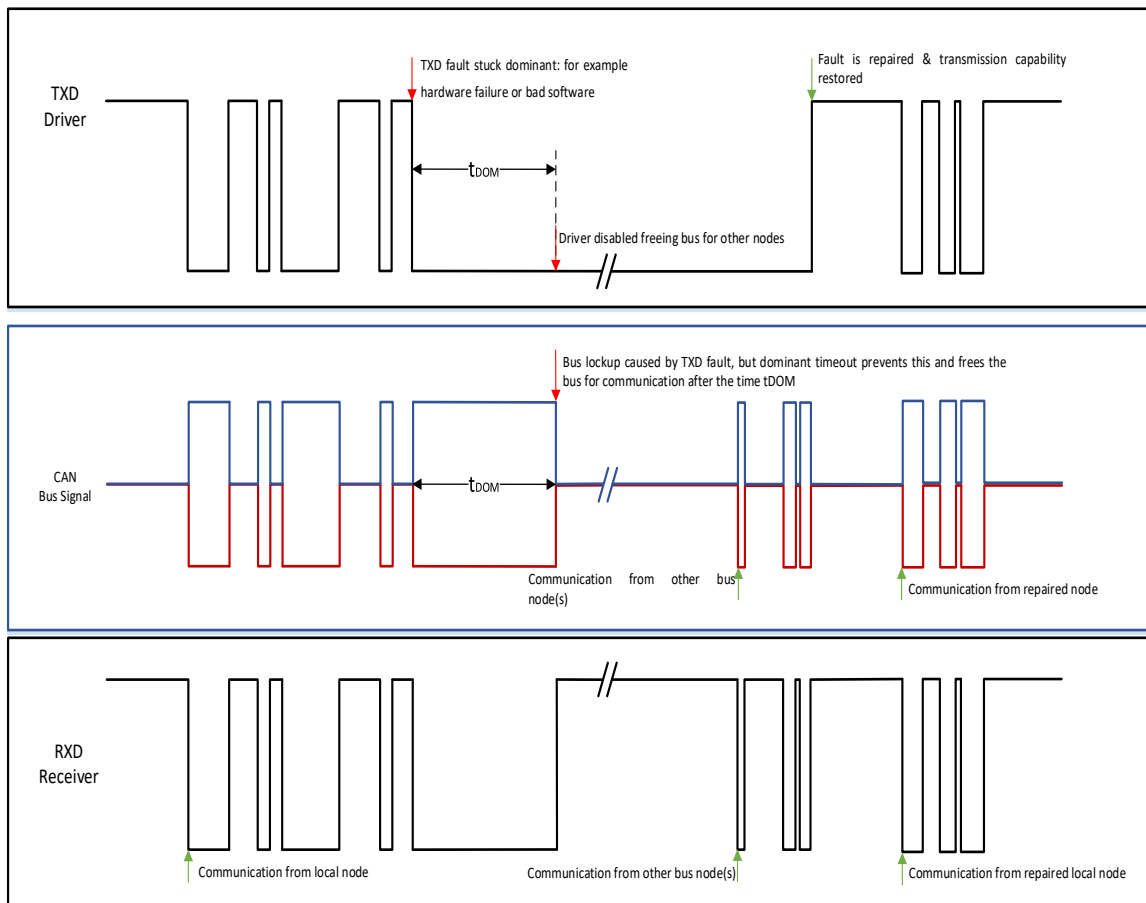 TXD fault stuck dominant: for example
hardware failure or bad software
Fault is repaired & transmission capability
restored
TXD
Driver
tDOM
Driver disabled freeing bus for other nodes
Bus lockup caused by TXD fault, but dominant timeout prevents this and frees the
bus for communication after the time tDOM
CAN
Bus Signal
tDOM
Communication from other bus
node(s)
Communication from repaired node
RXD
Receiver
Communication from local node
Communication from other bus node(s)
Communication from repaired local node